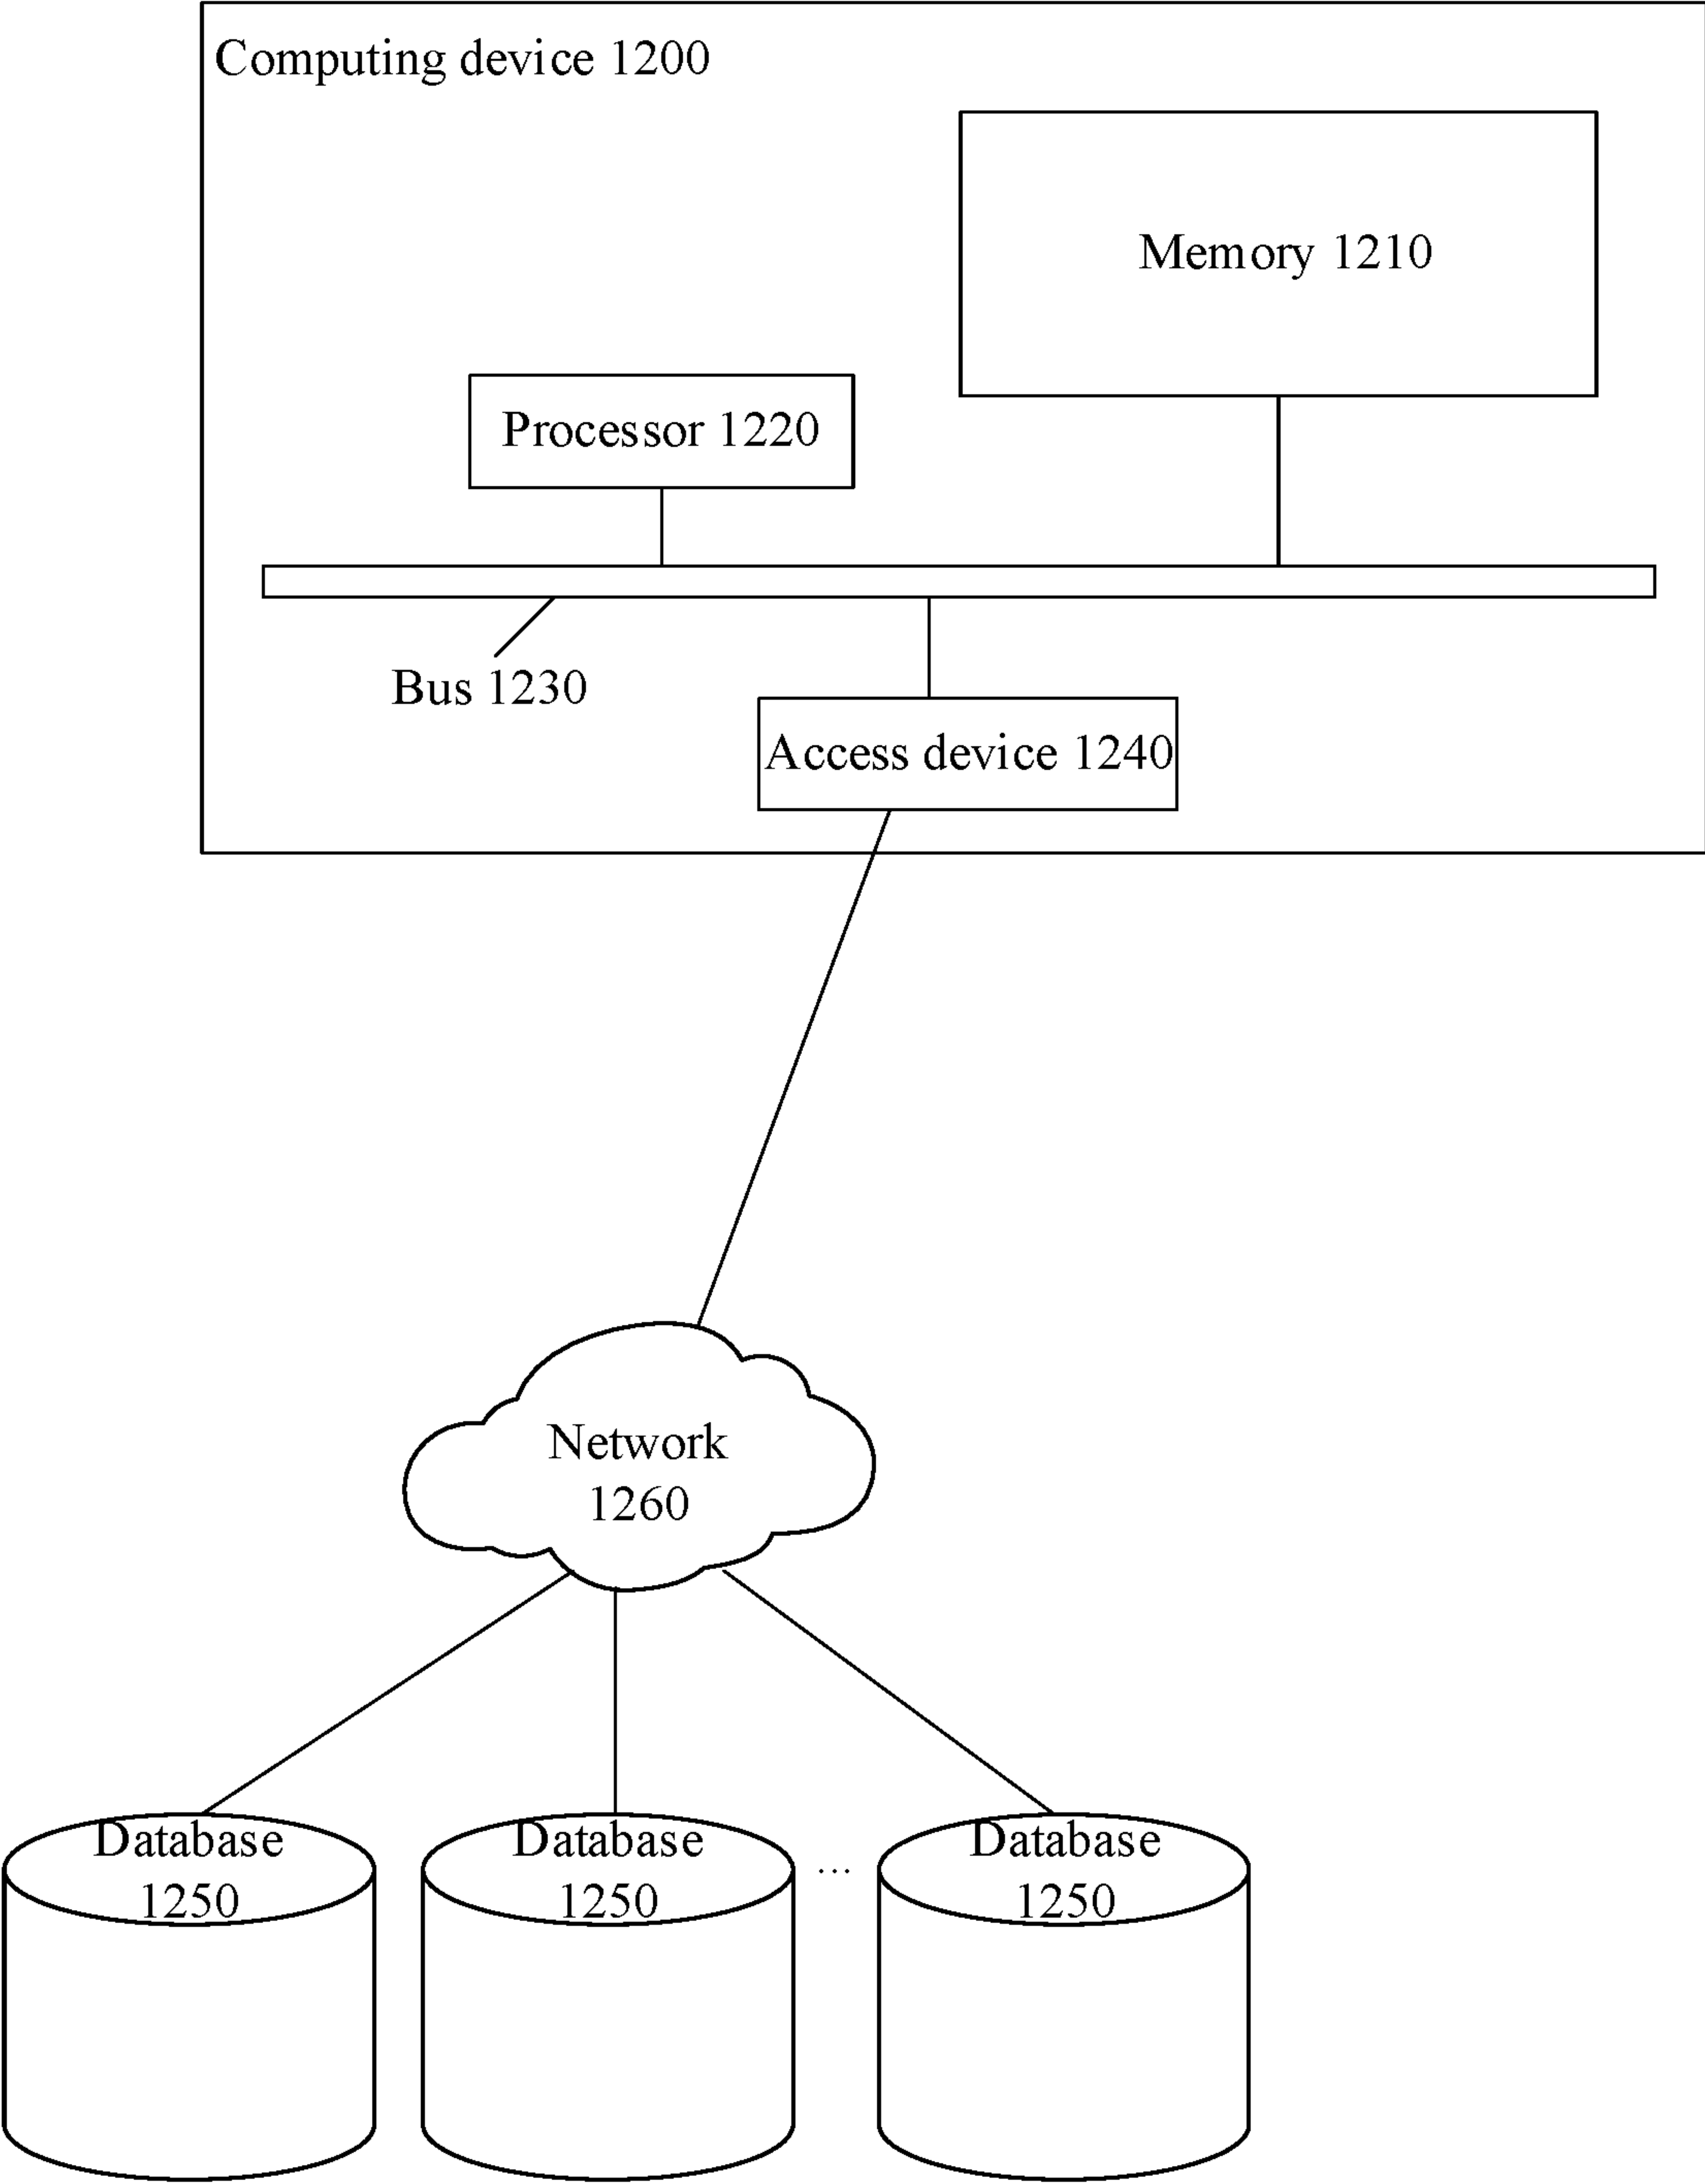 Computing device 1200
Memory 1210
Processor 1220
Bus 1230
Access device 1240
Network
1260
Database
1250
Database
1250
...
Database
1250